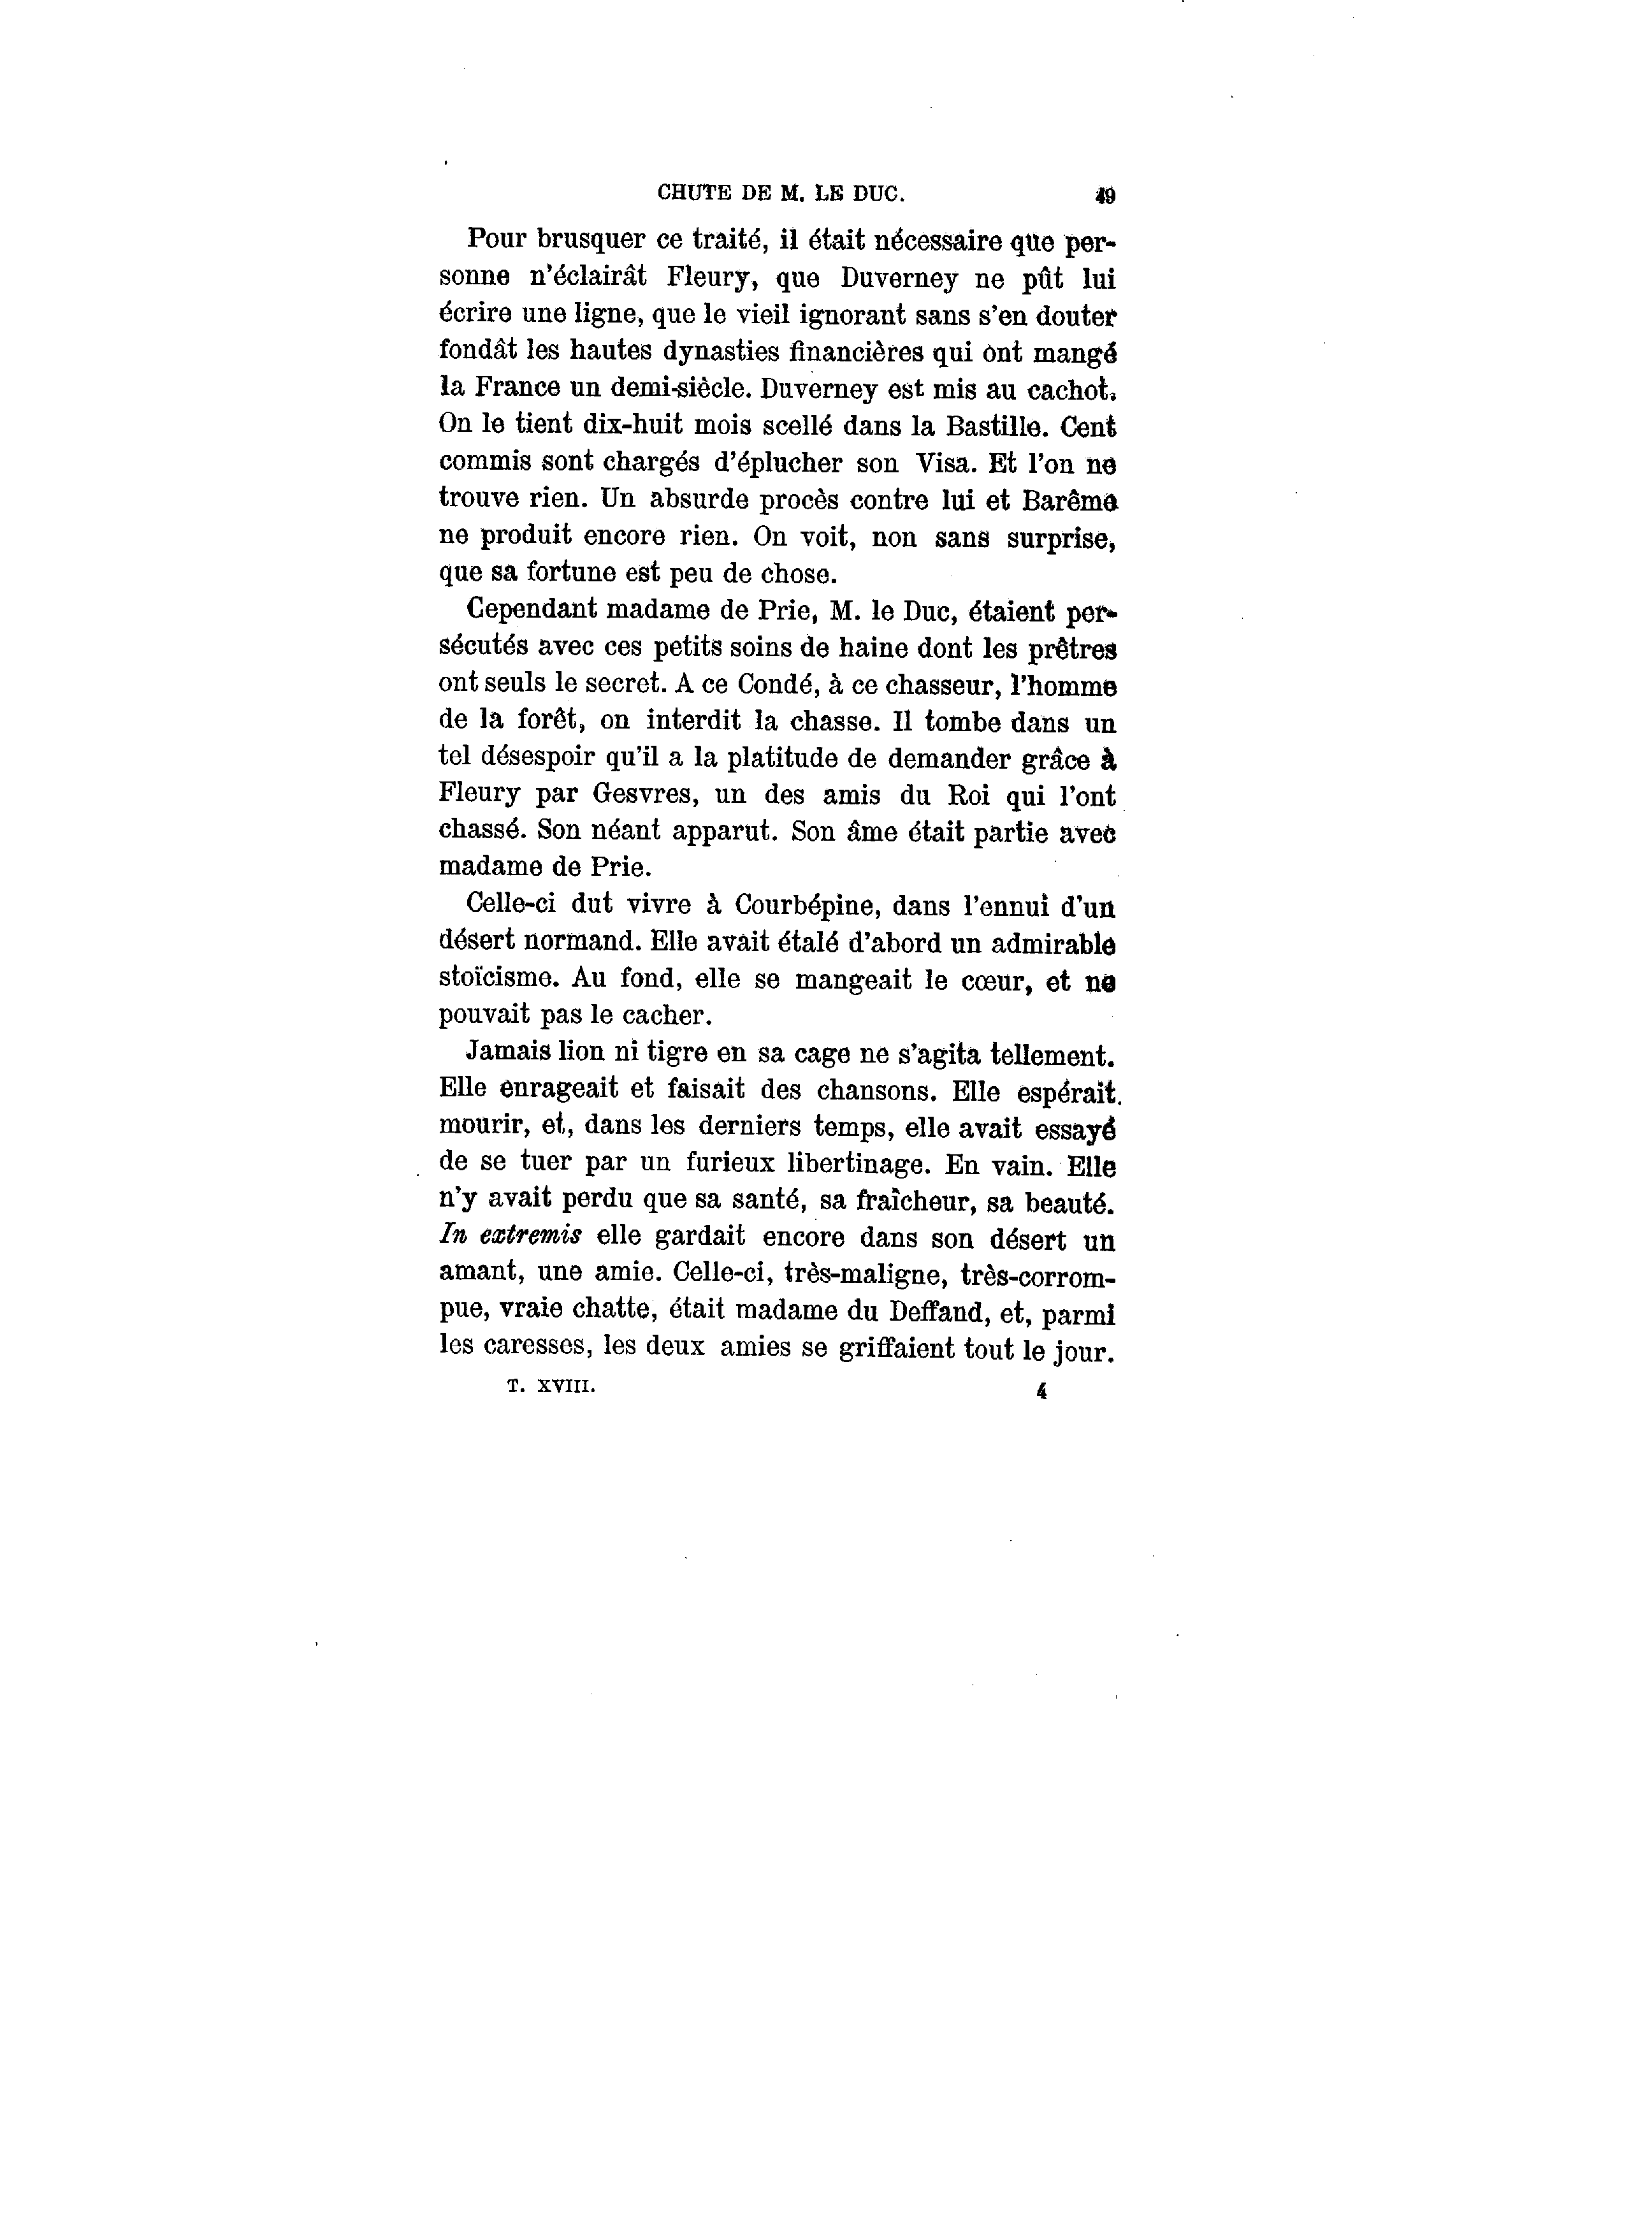 CHUTE DE M. LE DUC. 49
Pour brusquer ce traité, il était nécessaire que per-
sonne n'éclairât Fleury, que Duverney ne pût lui
écrire une ligne, que le vieil ignorant sans s'en douter
fondât les hautes dynasties financières qui ont mangé
la France un demi-siècle. Duverney est mis au cachot.
On le tient dix-huit mois scellé dans la Bastille. Cent
commis sont chargés d'éplucher son Visa. Et l'on ne
trouve rien. Un absurde procès contre lui et Barême
ne produit encore rien. On voit, non sans surprise,
que sa fortune est peu de chose.
Cependant madame de Prie, M. le Duc, étaient per-
sécutés avec ces petits soins de haine dont les prêtres
ont seuls le secret. A ce Condé, à ce chasseur, l'homme
de la forêt, on interdit la chasse. Il tombe dans un
tel désespoir qu'il a la platitude de demander grâce à
Fleury par Gesvres, un des amis du Roi qui l'ont
chassé. Son néant apparut. Son âme était partie avec
madame de Prie.
Celle-ci dut vivre à Courbépine, dans l'ennui d'un
désert normand. Elle avait étalé d'abord un admirable
stoïcisme. Au fond, elle se mangeait le cœur, et ne
pouvait pas le cacher.
Jamais lion ni tigre en sa cage ne s'agita tellement.
Elle enrageait et faisait des chansons. Elle espérait
mourir, et, dans les derniers temps, elle avait essayé
de se tuer par un furieux libertinage. En vain. Elle
n'y avait perdu que sa santé, sa fraîcheur, sa beauté.
In extremis elle gardait encore dans son désert un
amant, une amie. Celle-ci, très-maligne, très-corrom-
pue, vraie chatte, était madame du Deffand, et, parmi
les caresses, les deux amies se griffaient tout le jour.
T. XVIII. 4